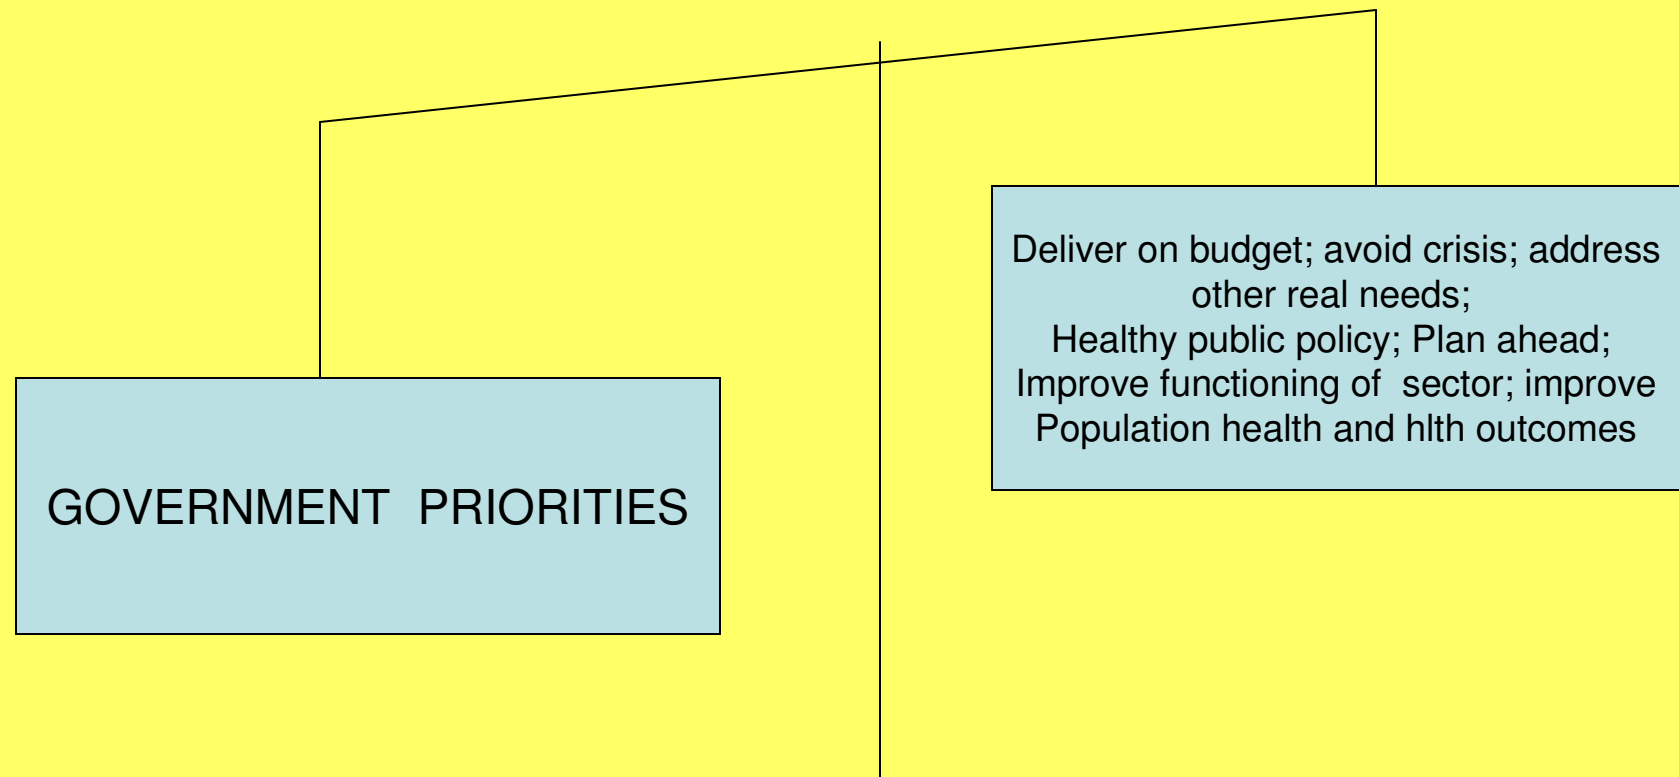 GOVERNMENT  PRIORITIES
Deliver on budget; avoid crisis; address
other real needs;
Healthy public policy; Plan ahead;
Improve functioning of  sector; improve
Population health and hlth outcomes